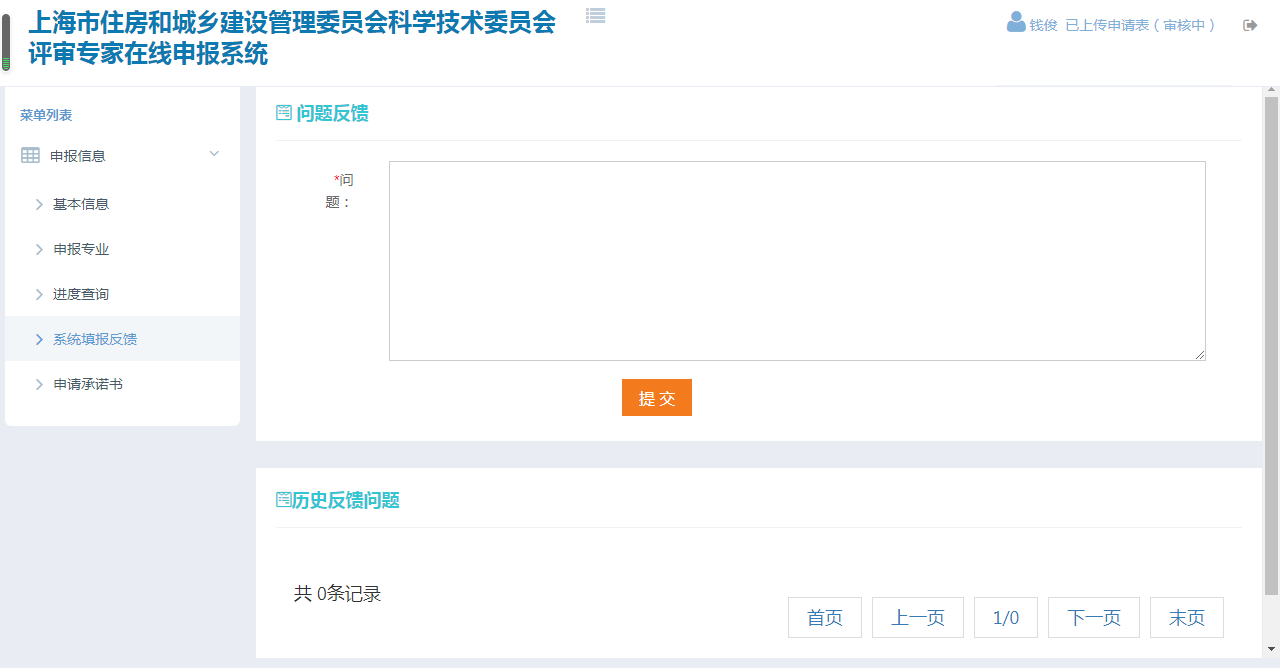 上海市住房和城乡建设管理委员会科学技术委员会
评审专家在线申报系统
钱俊 已上传申请表（审核中）
菜单列表
申报信息
基本信息
申报专业
进度查询
系统填报反馈
申请承诺书
问题反馈
*问
题：
提 交
历史反馈问题
共 0条记录
首页
上一页
1/0
下一页
末页